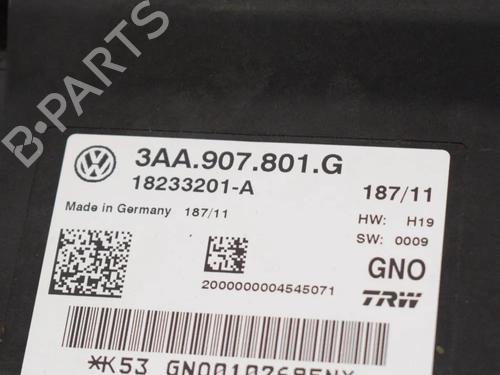 B-PARTS
3AA.907.801.G
18233201-A
187/11
Made in Germany 187/11
HW: H19
SW: 0009
GNO
2000000004545071
TRW